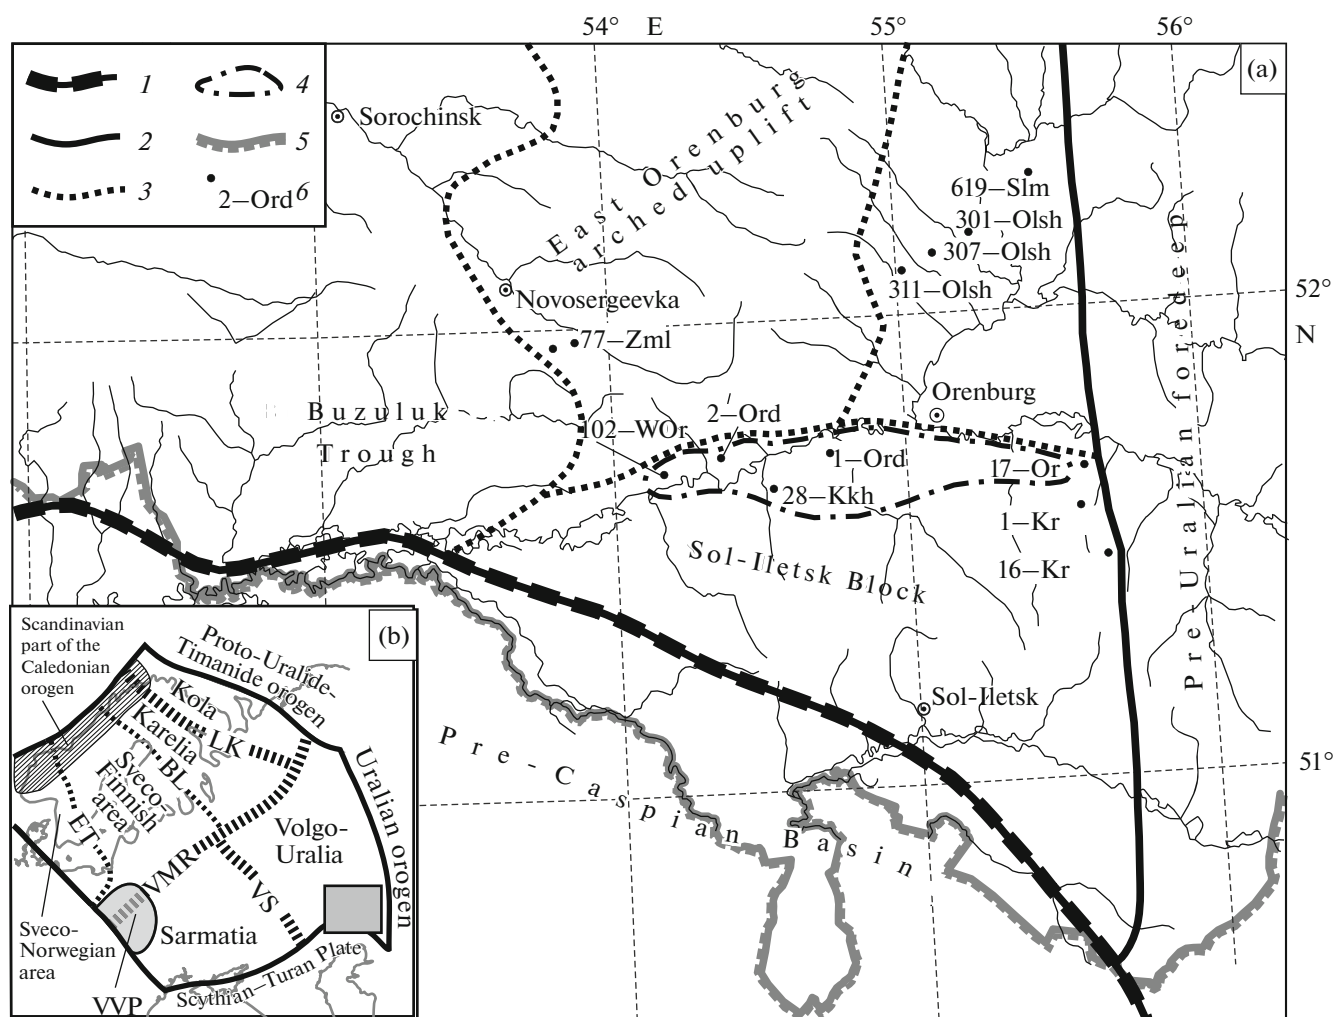 54° E 55° 56°
(a)
1
2
3
4
5
2–Ord 6
Sorochinsk
East Orenburg
arched uplift
619–Slm
301–Olsh
307–Olsh
311–Olsh
Novosergeevka
52°
N
77–Zml
Orenburg
Buzuluk
Trough
2–Ord
102–WOr
1–Ord
17–Or
28–Kkh
1–Kr
16–Kr
Sol-Iletsk Block
Pre-Uralian foredeep
Sol-Iletsk
51°
Pre-Caspian Basin
(b)
Scandinavian
part of the
Caledonian
orogen
Proto-Uralide-
Timanide orogen
Kola
Karelia
LK
BL
Sveco-
Finnish
area
ET
Uralian orogen
Volgo-
Uralia
VMR
VS
Sveco-
Norwegian
area
Sarmatia
VVP
Scythian–Turan Plate